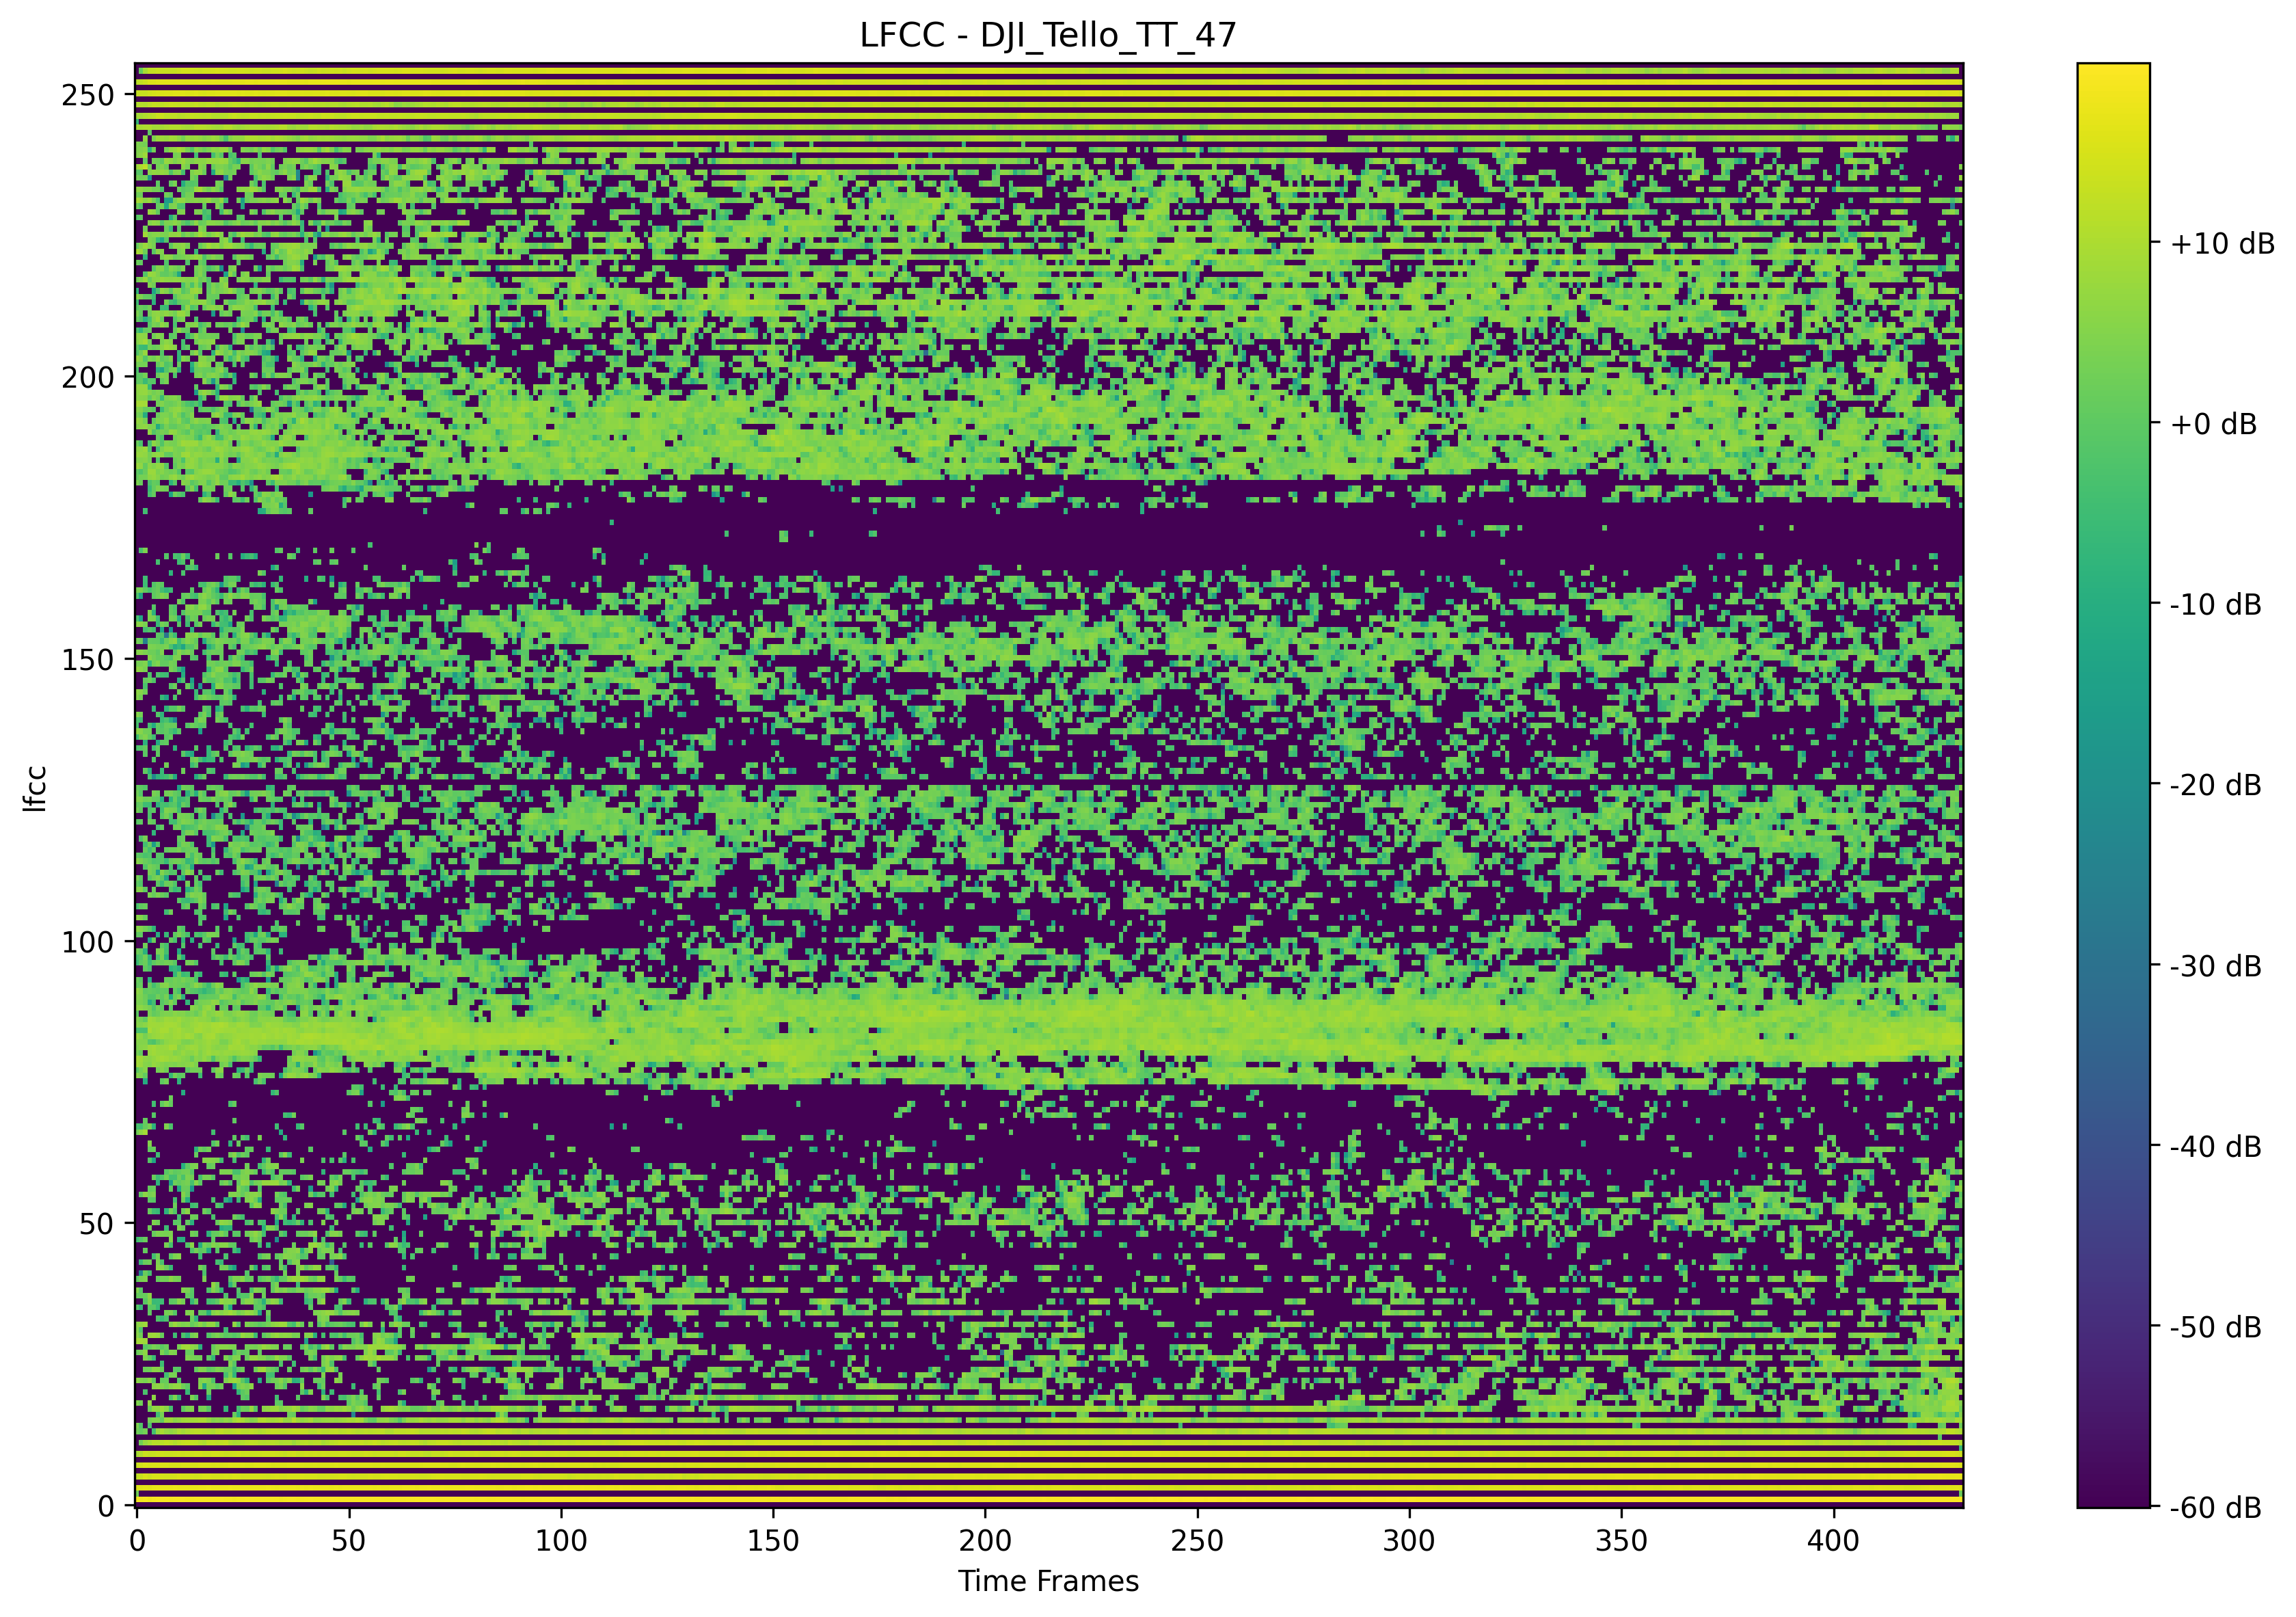 LFCC - DJI_Tello_TT_47
250
200
150
100
50
0
lfcc
0 50 100 150 200 250 300 350 400
Time Frames
+10 dB
+0 dB
-10 dB
-20 dB
-30 dB
-40 dB
-50 dB
-60 dB